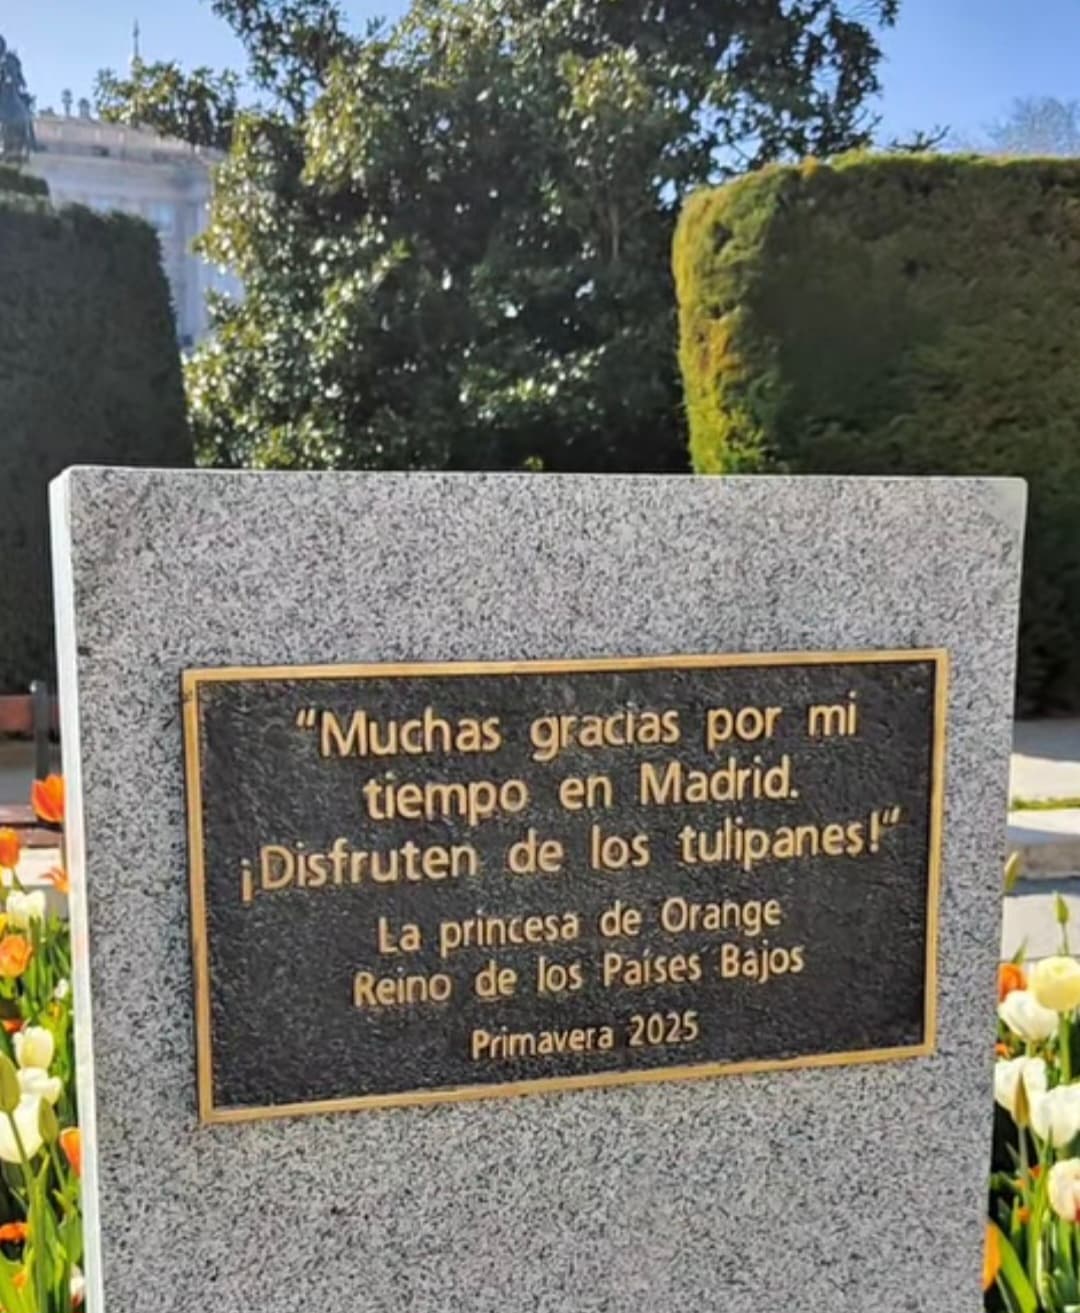 “Muchas gracias por mi
tiempo en Madrid.
¡Disfruten de los tulipanes!“
La princesa de Orange
Reino de los Países Bajos
Primavera 2025